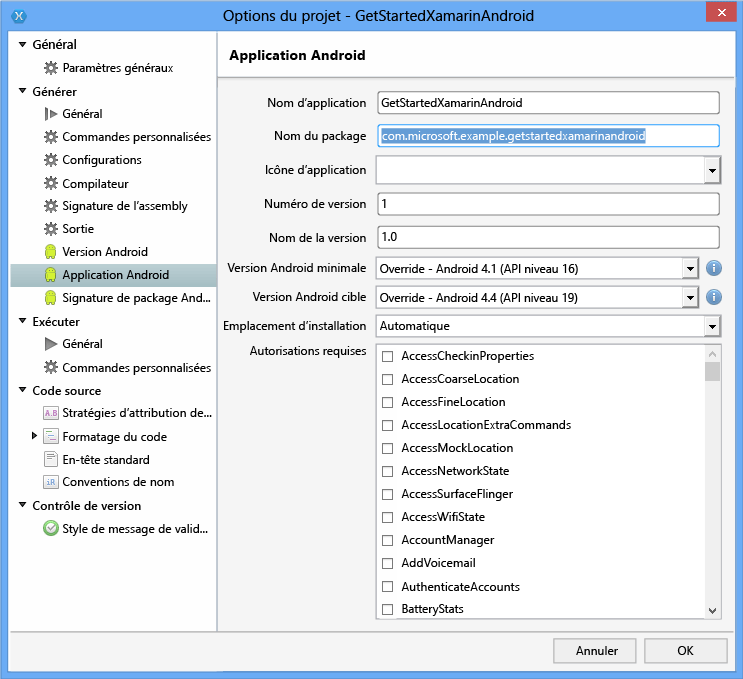 Options du projet - GetStartedXamarinAndroid
Général
Paramètres généraux
Générer
Général
Commandes personnalisées
Configurations
Compilateur
Signature de l'assembly
Sortie
Version Android
Application Android
Signature de package And...
Exécuter
Général
Commandes personnalisées
Code source
Stratégies d'attribution de...
Formatage du code
En-tête standard
Conventions de nom
Contrôle de version
Style de message de valid...
Application Android
Nom d'application GetStartedXamarinAndroid
Nom du package com.microsoft.example.getstartedxamarinandroid
Icône d'application
Numéro de version 1
Nom de la version 1.0
Version Android minimale Override - Android 4.1 (API niveau 16)
Version Android cible Override - Android 4.4 (API niveau 19)
Emplacement d'installation Automatique
Autorisations requises
AccessCheckinProperties
AccessCoarseLocation
AccessFineLocation
AccessLocationExtraCommands
AccessMockLocation
AccessNetworkState
AccessSurfaceFlinger
AccessWifiState
AccountManager
AddVoicemail
AuthenticateAccounts
BatteryStats
Annuler OK